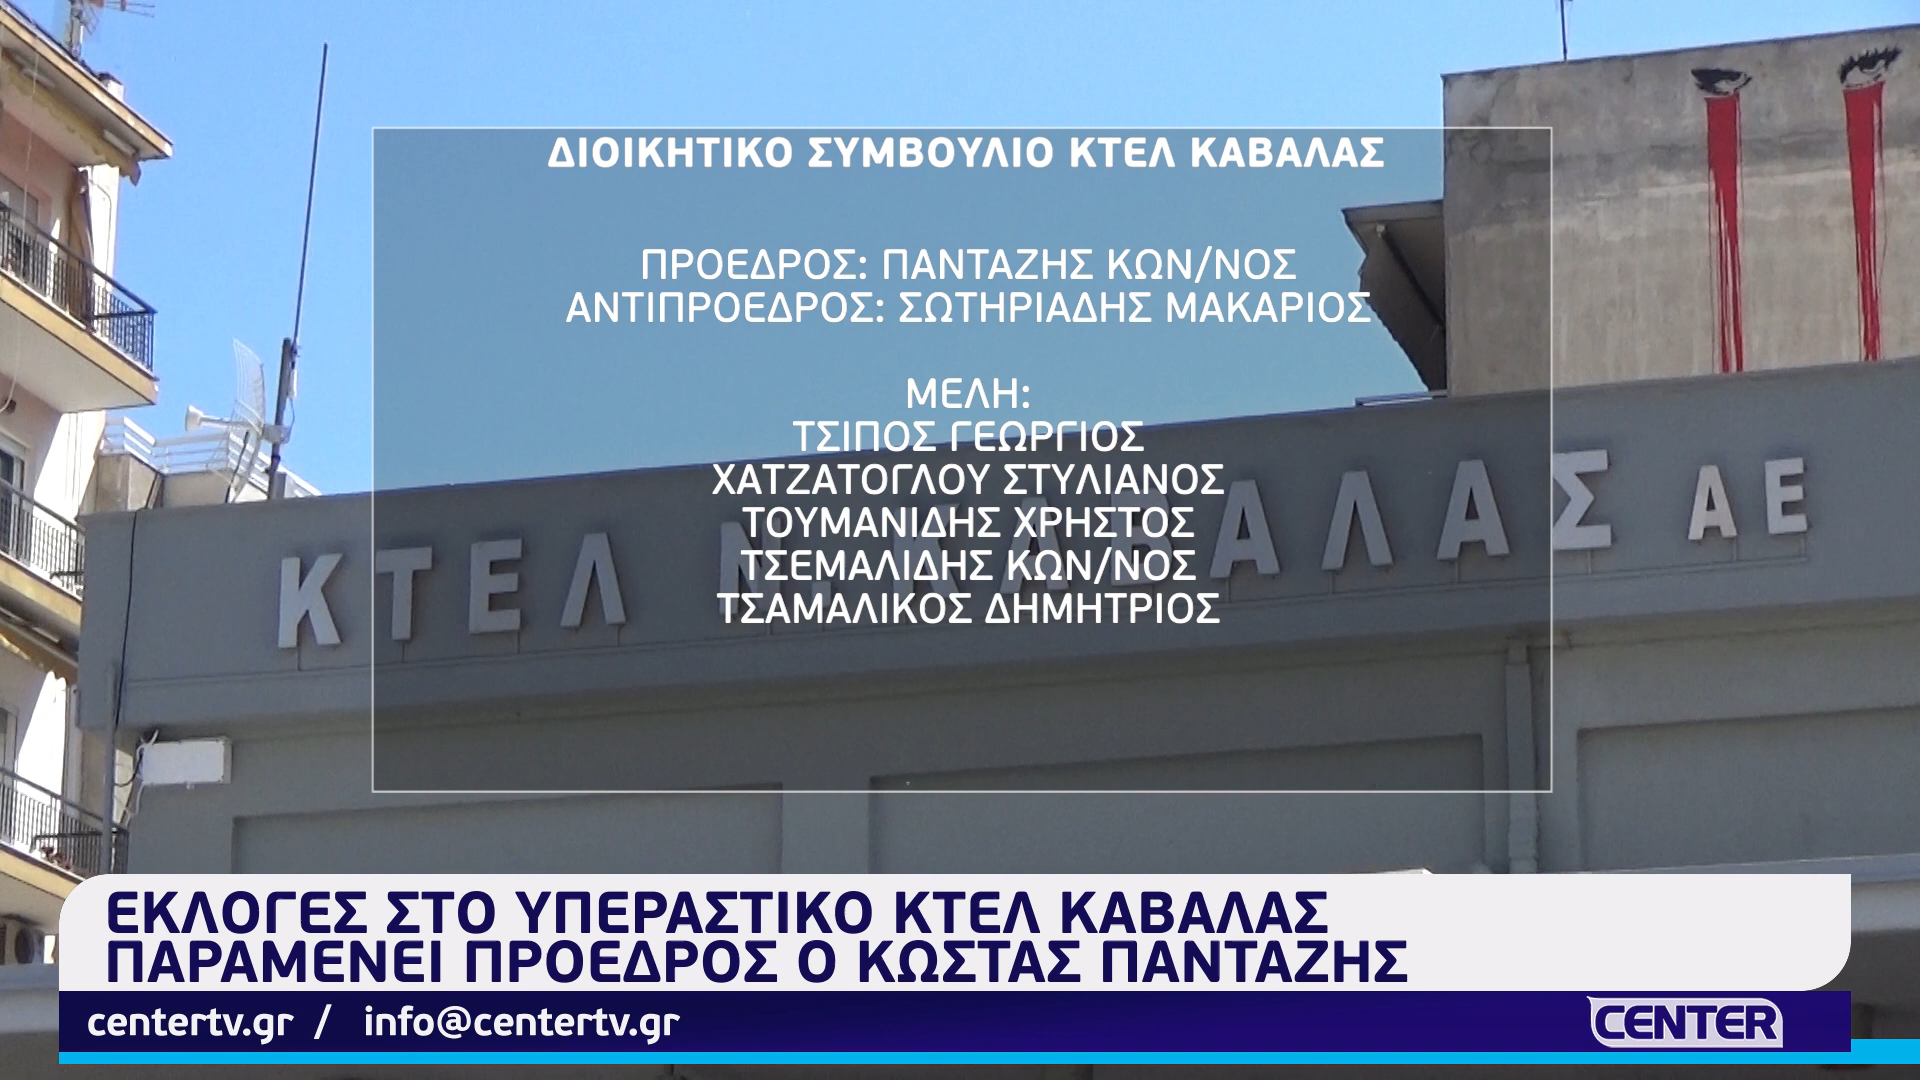 ΔΙΟΙΚΗΤΙΚΟ ΣΥΜΒΟΥΛΙΟ ΚΤΕΛ ΚΑΒΑΛΑΣ
ΠΡΟΕΔΡΟΣ: ΠΑΝΤΑΖΗΣ ΚΩΝ/ΝΟΣ
ΑΝΤΙΠΡΟΕΔΡΟΣ: ΣΩΤΗΡΙΑΔΗΣ ΜΑΚΑΡΙΟΣ
ΜΕΛΗ:
ΤΣΙΠΟΣ ΓΕΩΡΓΙΟΣ
ΧΑΤΖΑΤΟΓΛΟΥ ΣΤΥΛΙΑΝΟΣ
ΤΟΥΜΑΝΙΔΗΣ ΧΡΗΣΤΟΣ
ΤΣΕΜΑΛΙΔΗΣ ΚΩΝ/ΝΟΣ
ΤΣΑΜΑΛΙΚΟΣ ΔΗΜΗΤΡΙΟΣ
ΚΤΕΛ Ν. ΚΑΒΑΛΑΣ ΑΕ
ΕΚΛΟΓΕΣ ΣΤΟ ΥΠΕΡΑΣΤΙΚΟ ΚΤΕΛ ΚΑΒΑΛΑΣ
ΠΑΡΑΜΕΝΕΙ ΠΡΟΕΔΡΟΣ Ο ΚΩΣΤΑΣ ΠΑΝΤΑΖΗΣ
centertv.gr / info@centertv.gr
CENTER